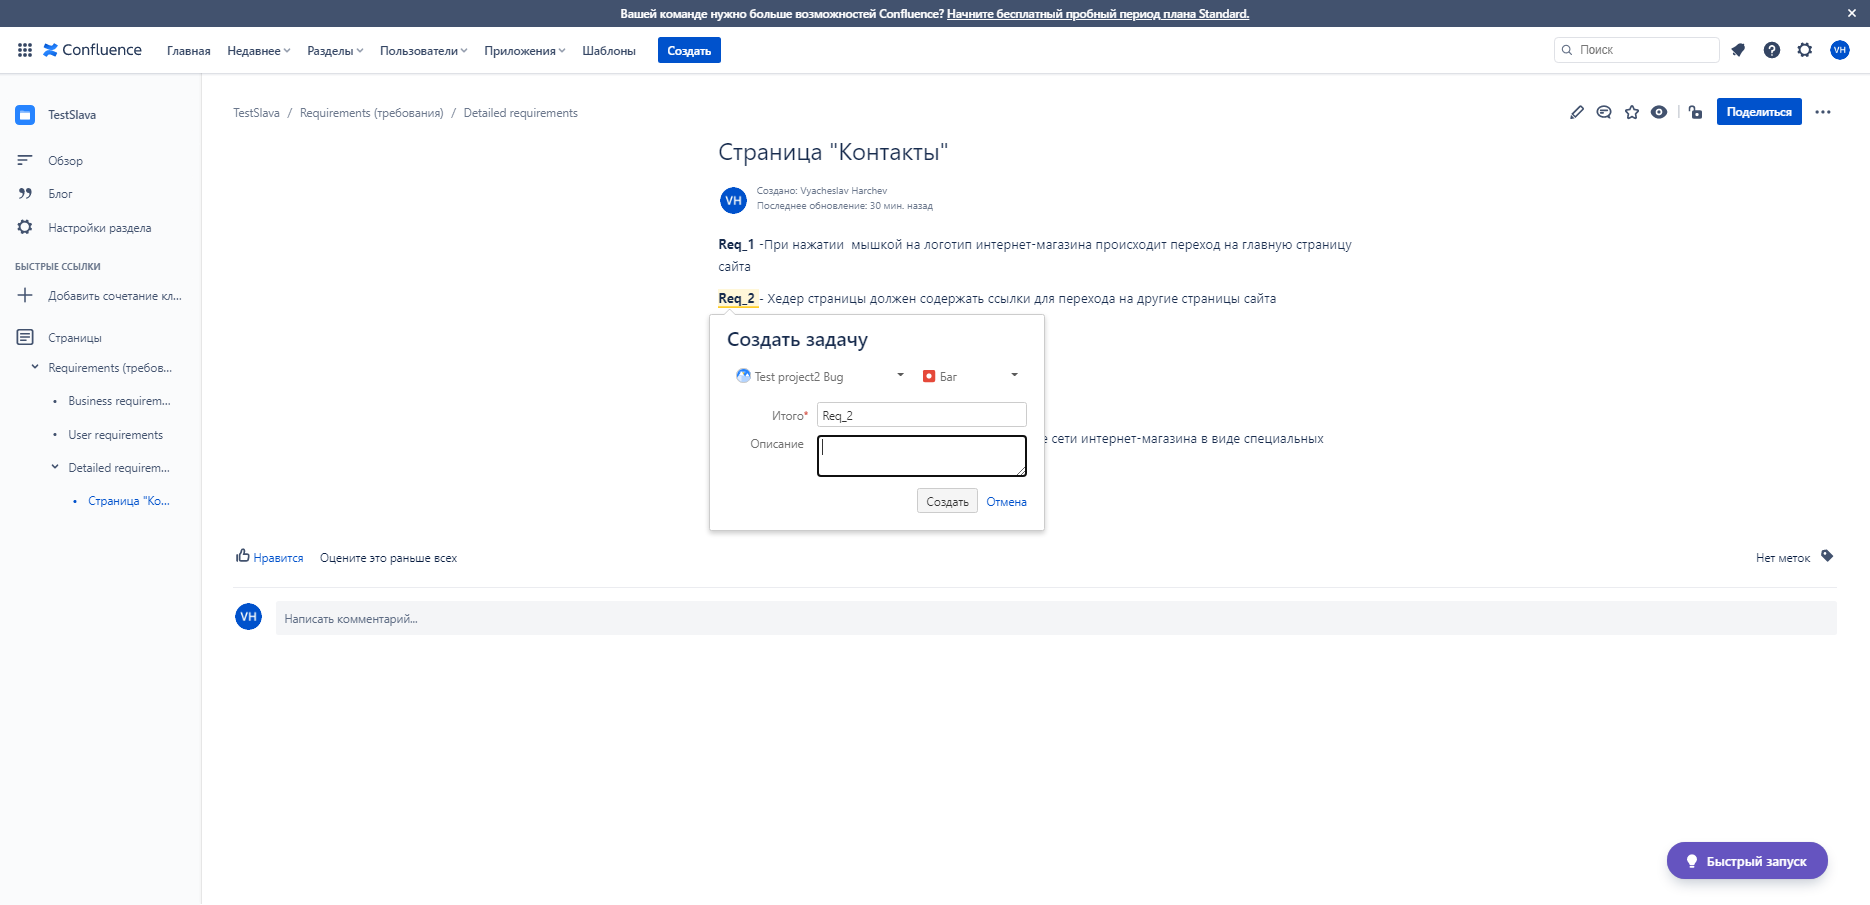 Вашей команде нужно больше возможностей Confluence? Начните бесплатный пробный период плана Standard.
Confluence Главная Недавнее Разделы Пользователи Приложения Шаблоны Создать Поиск VH
TestSlava
Обзор
Блог
Настройки раздела
БЫСТРЫЕ ССЫЛКИ
Добавить сочетание кл...
Страницы
Requirements (требов...
Business requirem...
User requirements
Detailed requirem...
Страница "Ко...
TestSlava / Requirements (требования) / Detailed requirements
Поделиться
Страница "Контакты"
VH
Создано: Vyacheslav Harchev
Последнее обновление: 30 мин. назад
Req_1 -При нажатии мышкой на логотип интернет-магазина происходит переход на главную страницу
сайта
Req_2 - Хедер страницы должен содержать ссылки для перехода на другие страницы сайта
Создать задачу
Test project2 Bug Баг
Итого* Req_2
Описание
Создать Отмена
е сети интернет-магазина в виде специальных
Нравится Оцените это раньше всех
Нет меток
VH Написать комментарий...
Быстрый запуск